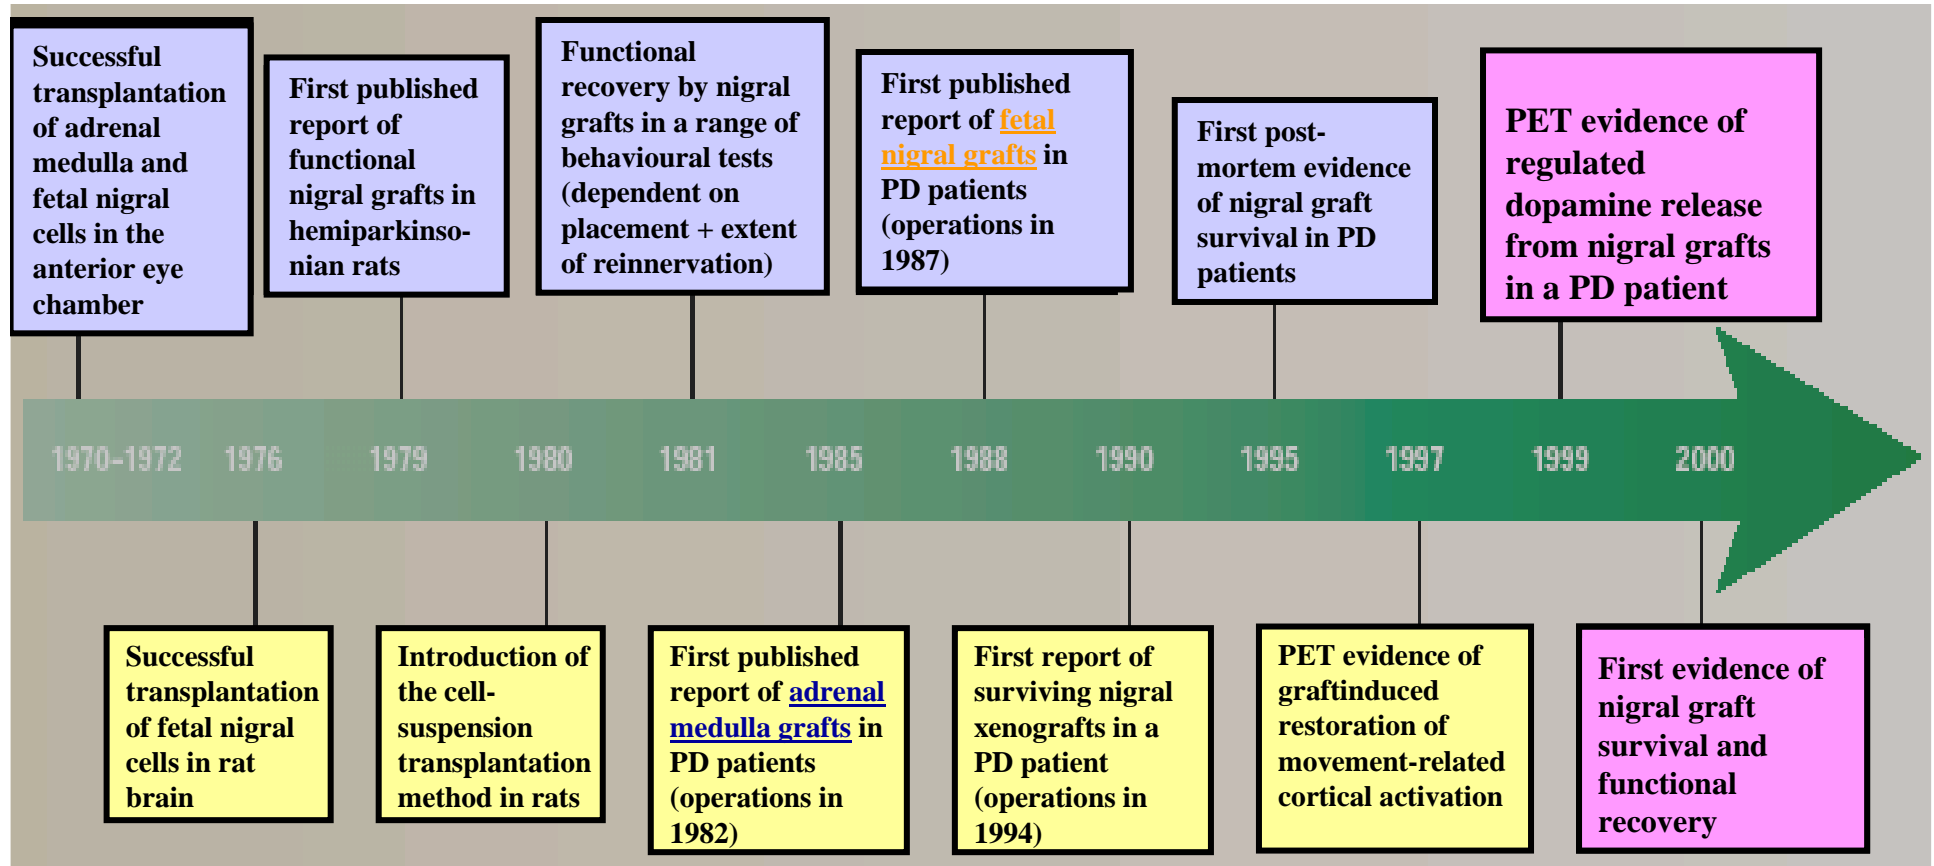 Successful
transplantation
of adrenal
medulla and
fetal nigral
cells in the
anterior eye
chamber
First published
report of
functional
nigral grafts in
hemiparkinso-
nian rats
Functional
recovery by nigral
grafts in a range of
behavioural tests
(dependent on
placement + extent
of reinnervation)
First published
report of fetal
nigral grafts in
PD patients
(operations in
1987)
First post-
mortem evidence
of nigral graft
survival in PD
patients
PET evidence of
regulated
dopamine release
from nigral grafts
in a PD patient
1970-1972 1976 1979 1980 1981 1985 1988 1990 1995 1997 1999 2000
Successful
transplantation
of fetal nigral
cells in rat
brain
Introduction of
the cell-
suspension
transplantation
method in rats
First published
report of adrenal
medulla grafts in
PD patients
(operations in
1982)
First report of
surviving nigral
xenografts in a
PD patient
(operations in
1994)
PET evidence of
graftinduced
restoration of
movement-related
cortical activation
First evidence of
nigral graft
survival and
functional
recovery